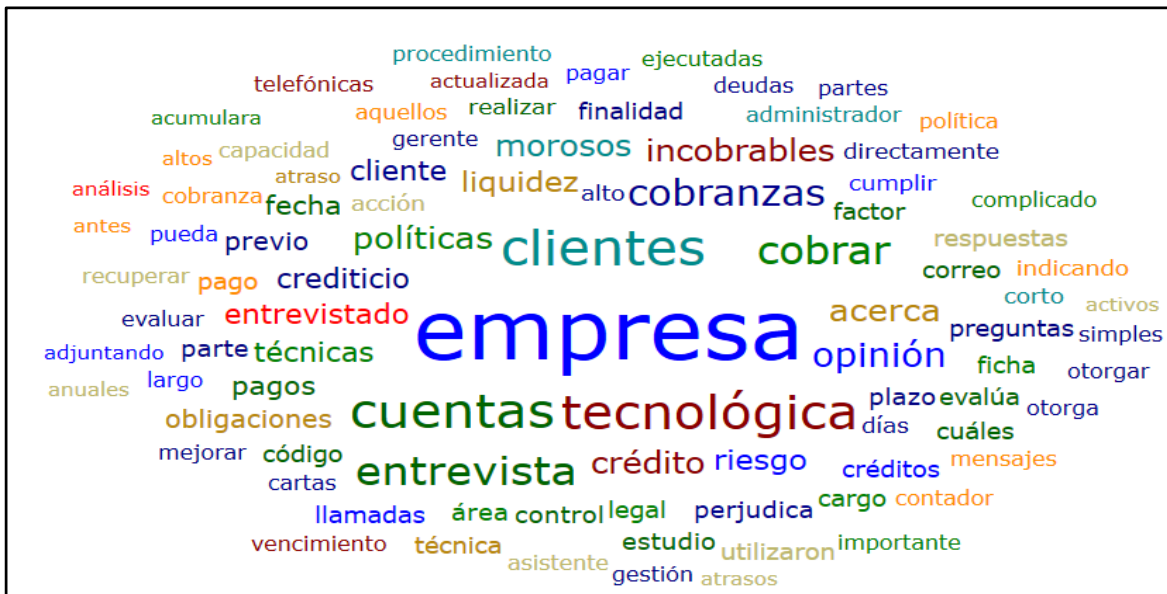 procedimiento ejecutadas
telefónicas actualizada pagar deudas partes
acumulara aquellos realizar finalidad administrador política
altos capacidad gerente morosos incobrables directamente
análisis cobranza atraso cliente liquidez alto cobranzas cumplir
antes fecha acción factor complicado
pueda previo políticas clientes cobrar respuestas
recuperar pago crediticio correo indicando
evaluar entrevistado empresa acerca corto activos
adjuntando parte técnicas opinión preguntas simples
anuales largo pagos ficha otorgar
obligaciones cuentas tecnológica plazo evalúa otorga
mejorar código días cuáles
cartas entrevista crédito riesgo créditos mensajes
llamadas área control legal perjudica cargo contador
vencimiento técnica estudio utilizaron importante
asistente gestión atrasos